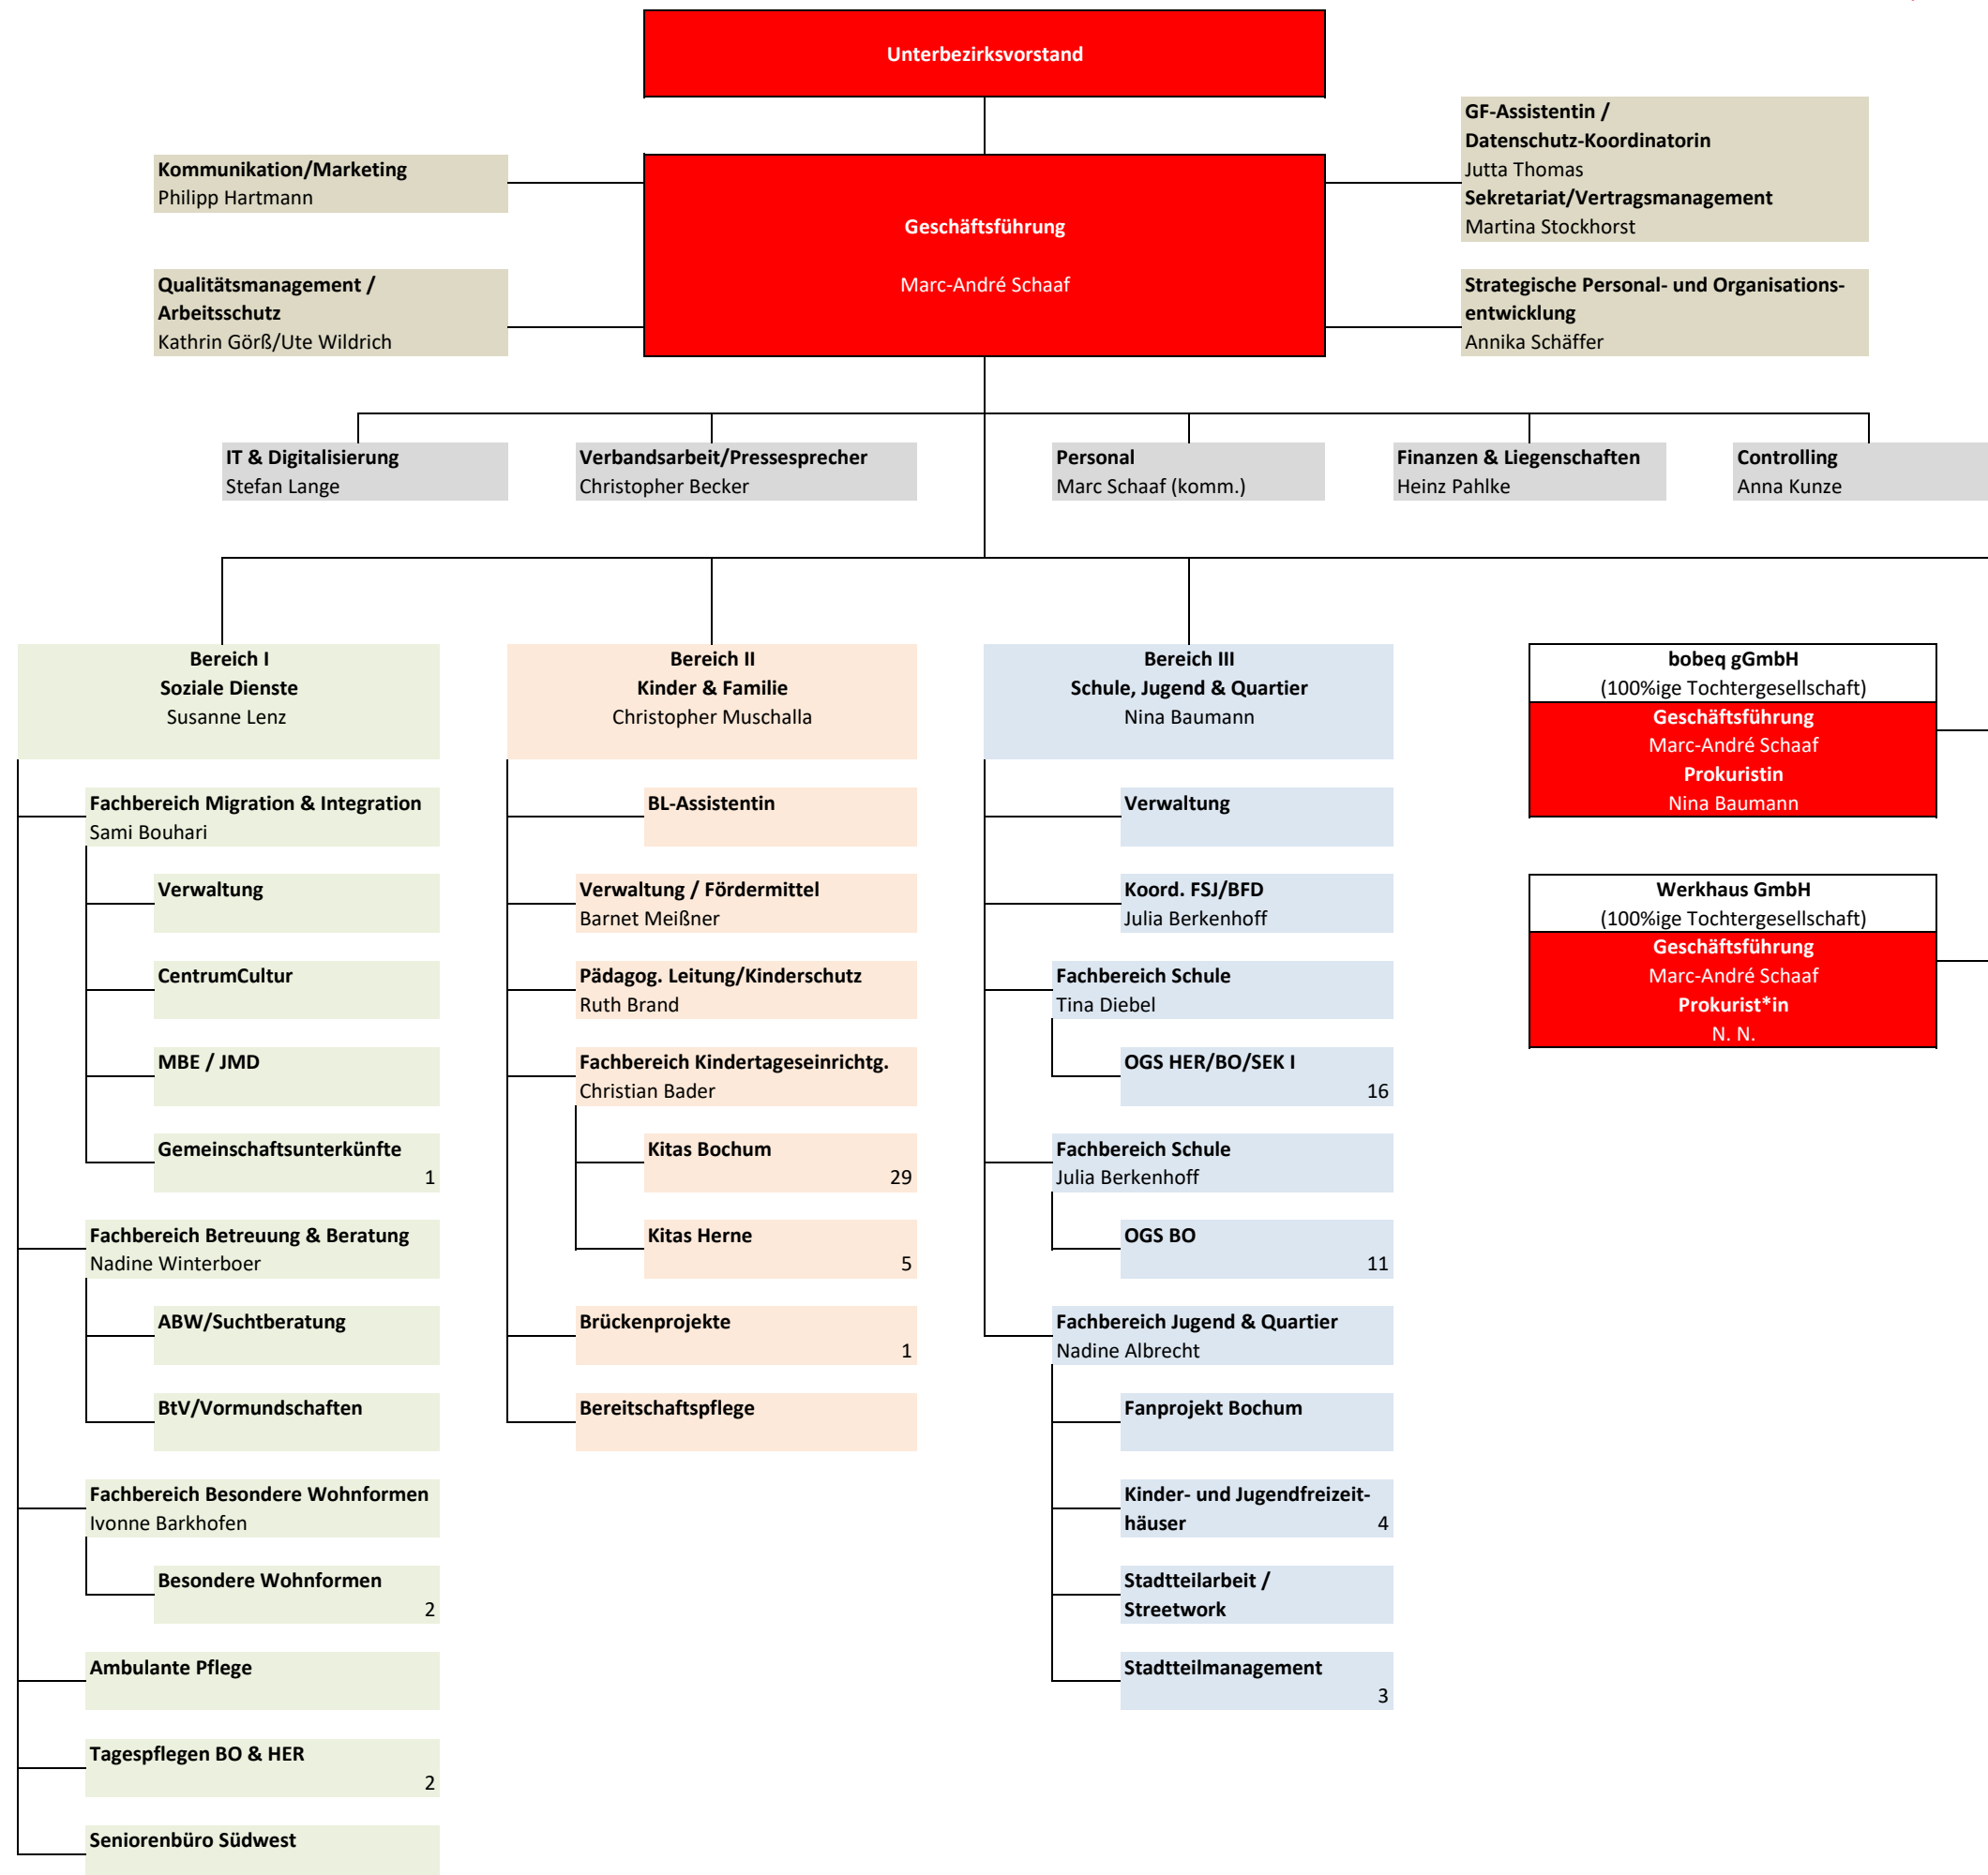 Unterbezirksvorstand
Kommunikation/Marketing
Philipp Hartmann
Qualitätsmanagement /
Arbeitsschutz
Kathrin Görß/Ute Wildrich
Geschäftsführung
Marc-André Schaaf
GF-Assistentin /
Datenschutz-Koordinatorin
Jutta Thomas
Sekretariat/Vertragsmanagement
Martina Stockhorst
Strategische Personal- und Organisations-
entwicklung
Annika Schäffer
IT & Digitalisierung
Stefan Lange
Verbandsarbeit/Pressesprecher
Christopher Becker
Personal
Marc Schaaf (komm.)
Finanzen & Liegenschaften
Heinz Pahlke
Controlling
Anna Kunze
Bereich I
Soziale Dienste
Susanne Lenz
Fachbereich Migration & Integration
Sami Bouhari
Verwaltung
CentrumCultur
MBE / JMD
Gemeinschaftsunterkünfte
1
Fachbereich Betreuung & Beratung
Nadine Winterboer
ABW/Suchtberatung
BtV/Vormundschaften
Fachbereich Besondere Wohnformen
Ivonne Barkhofen
Besondere Wohnformen
2
Ambulante Pflege
Tagespflegen BO & HER
2
Seniorenbüro Südwest
Bereich II
Kinder & Familie
Christopher Muschalla
BL-Assistentin
Verwaltung / Fördermittel
Barnet Meißner
Pädagog. Leitung/Kinderschutz
Ruth Brand
Fachbereich Kindertageseinrichtg.
Christian Bader
Kitas Bochum
29
Kitas Herne
5
Brückenprojekte
1
Bereitschaftspflege
Bereich III
Schule, Jugend & Quartier
Nina Baumann
Verwaltung
Koord. FSJ/BFD
Julia Berkenhoff
Fachbereich Schule
Tina Diebel
OGS HER/BO/SEK I
16
Fachbereich Schule
Julia Berkenhoff
OGS BO
11
Fachbereich Jugend & Quartier
Nadine Albrecht
Fanprojekt Bochum
Kinder- und Jugendfreizeit-
häuser 4
Stadtteilarbeit /
Streetwork
Stadtteilmanagement
3
bobeq gGmbH
(100%ige Tochtergesellschaft)
Geschäftsführung
Marc-André Schaaf
Prokuristin
Nina Baumann
Werkhaus GmbH
(100%ige Tochtergesellschaft)
Geschäftsführung
Marc-André Schaaf
Prokurist*in
N. N.